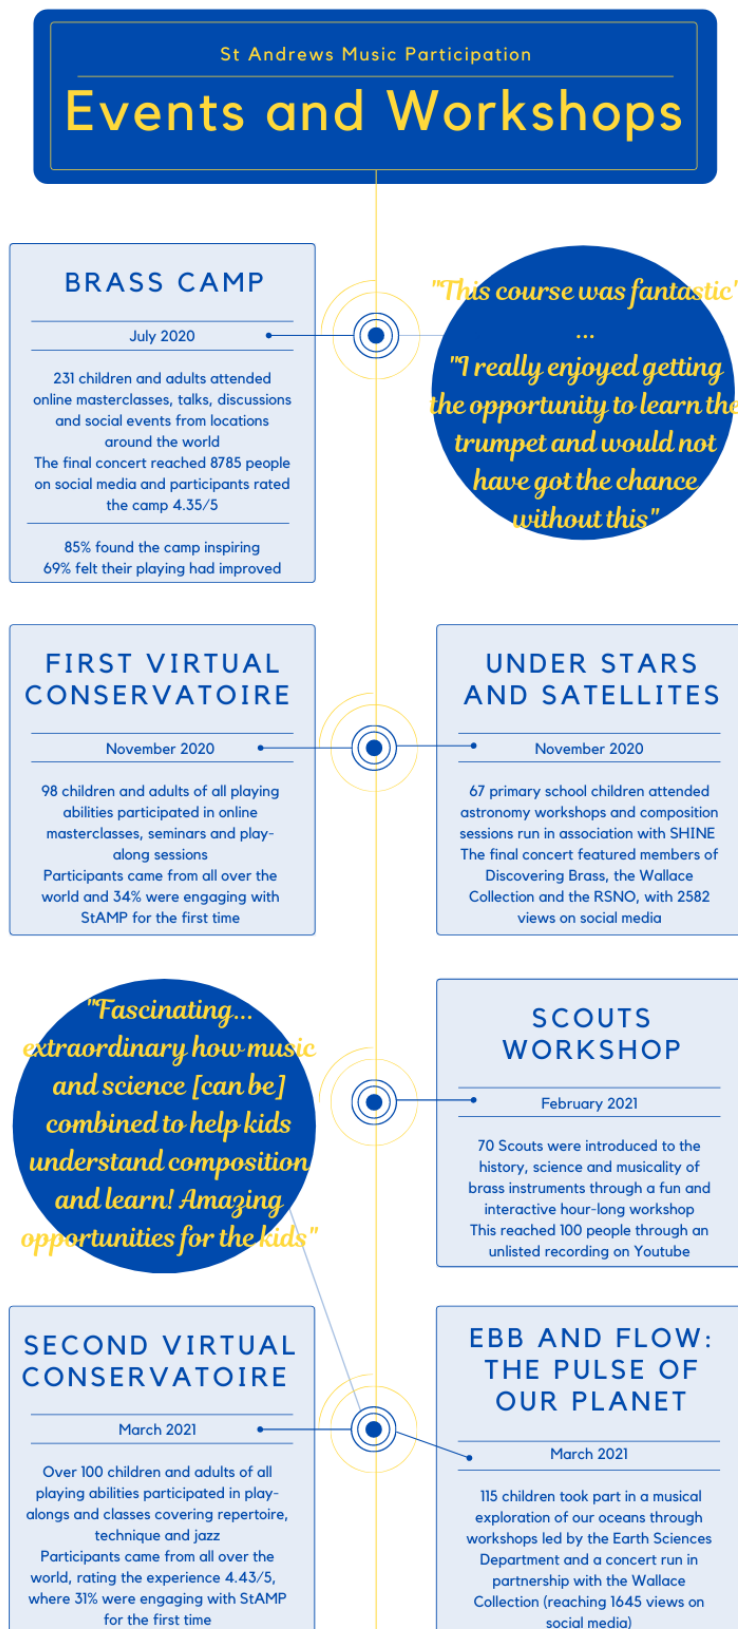 St Andrews Music Participation
Events and Workshops
BRASS CAMP
July 2020
231 children and adults attended
online masterclasses, talks, discussions
and social events from locations
around the world
The final concert reached 8785 people
on social media and participants rated
the camp 4.35/5
85% found the camp inspiring
69% felt their playing had improved
"This course was fantastic"
...
"I really enjoyed getting
the opportunity to learn the
trumpet and would not
have got the chance
without this"
FIRST VIRTUAL
CONSERVATOIRE
November 2020
98 children and adults of all playing
abilities participated in online
masterclasses, seminars and play-
along sessions
Participants came from all over the
world and 34% were engaging with
StAMP for the first time
UNDER STARS
AND SATELLITES
November 2020
67 primary school children attended
astronomy workshops and composition
sessions run in association with SHINE
The final concert featured members of
Discovering Brass, the Wallace
Collection and the RSNO, with 2582
views on social media
"Fascinating...
extraordinary how music
and science [can be]
combined to help kids
understand composition
and learn! Amazing
opportunities for the kids"
SCOUTS
WORKSHOP
February 2021
70 Scouts were introduced to the
history, science and musicality of
brass instruments through a fun and
interactive hour-long workshop
This reached 100 people through an
unlisted recording on Youtube
SECOND VIRTUAL
CONSERVATOIRE
March 2021
Over 100 children and adults of all
playing abilities participated in play-
alongs and classes covering repertoire,
technique and jazz
Participants came from all over the
world, rating the experience 4.43/5,
where 31% were engaging with StAMP
for the first time
EBB AND FLOW:
THE PULSE OF
OUR PLANET
March 2021
115 children took part in a musical
exploration of our oceans through
workshops led by the Earth Sciences
Department and a concert run in
partnership with the Wallace
Collection (reaching 1645 views on
social media)